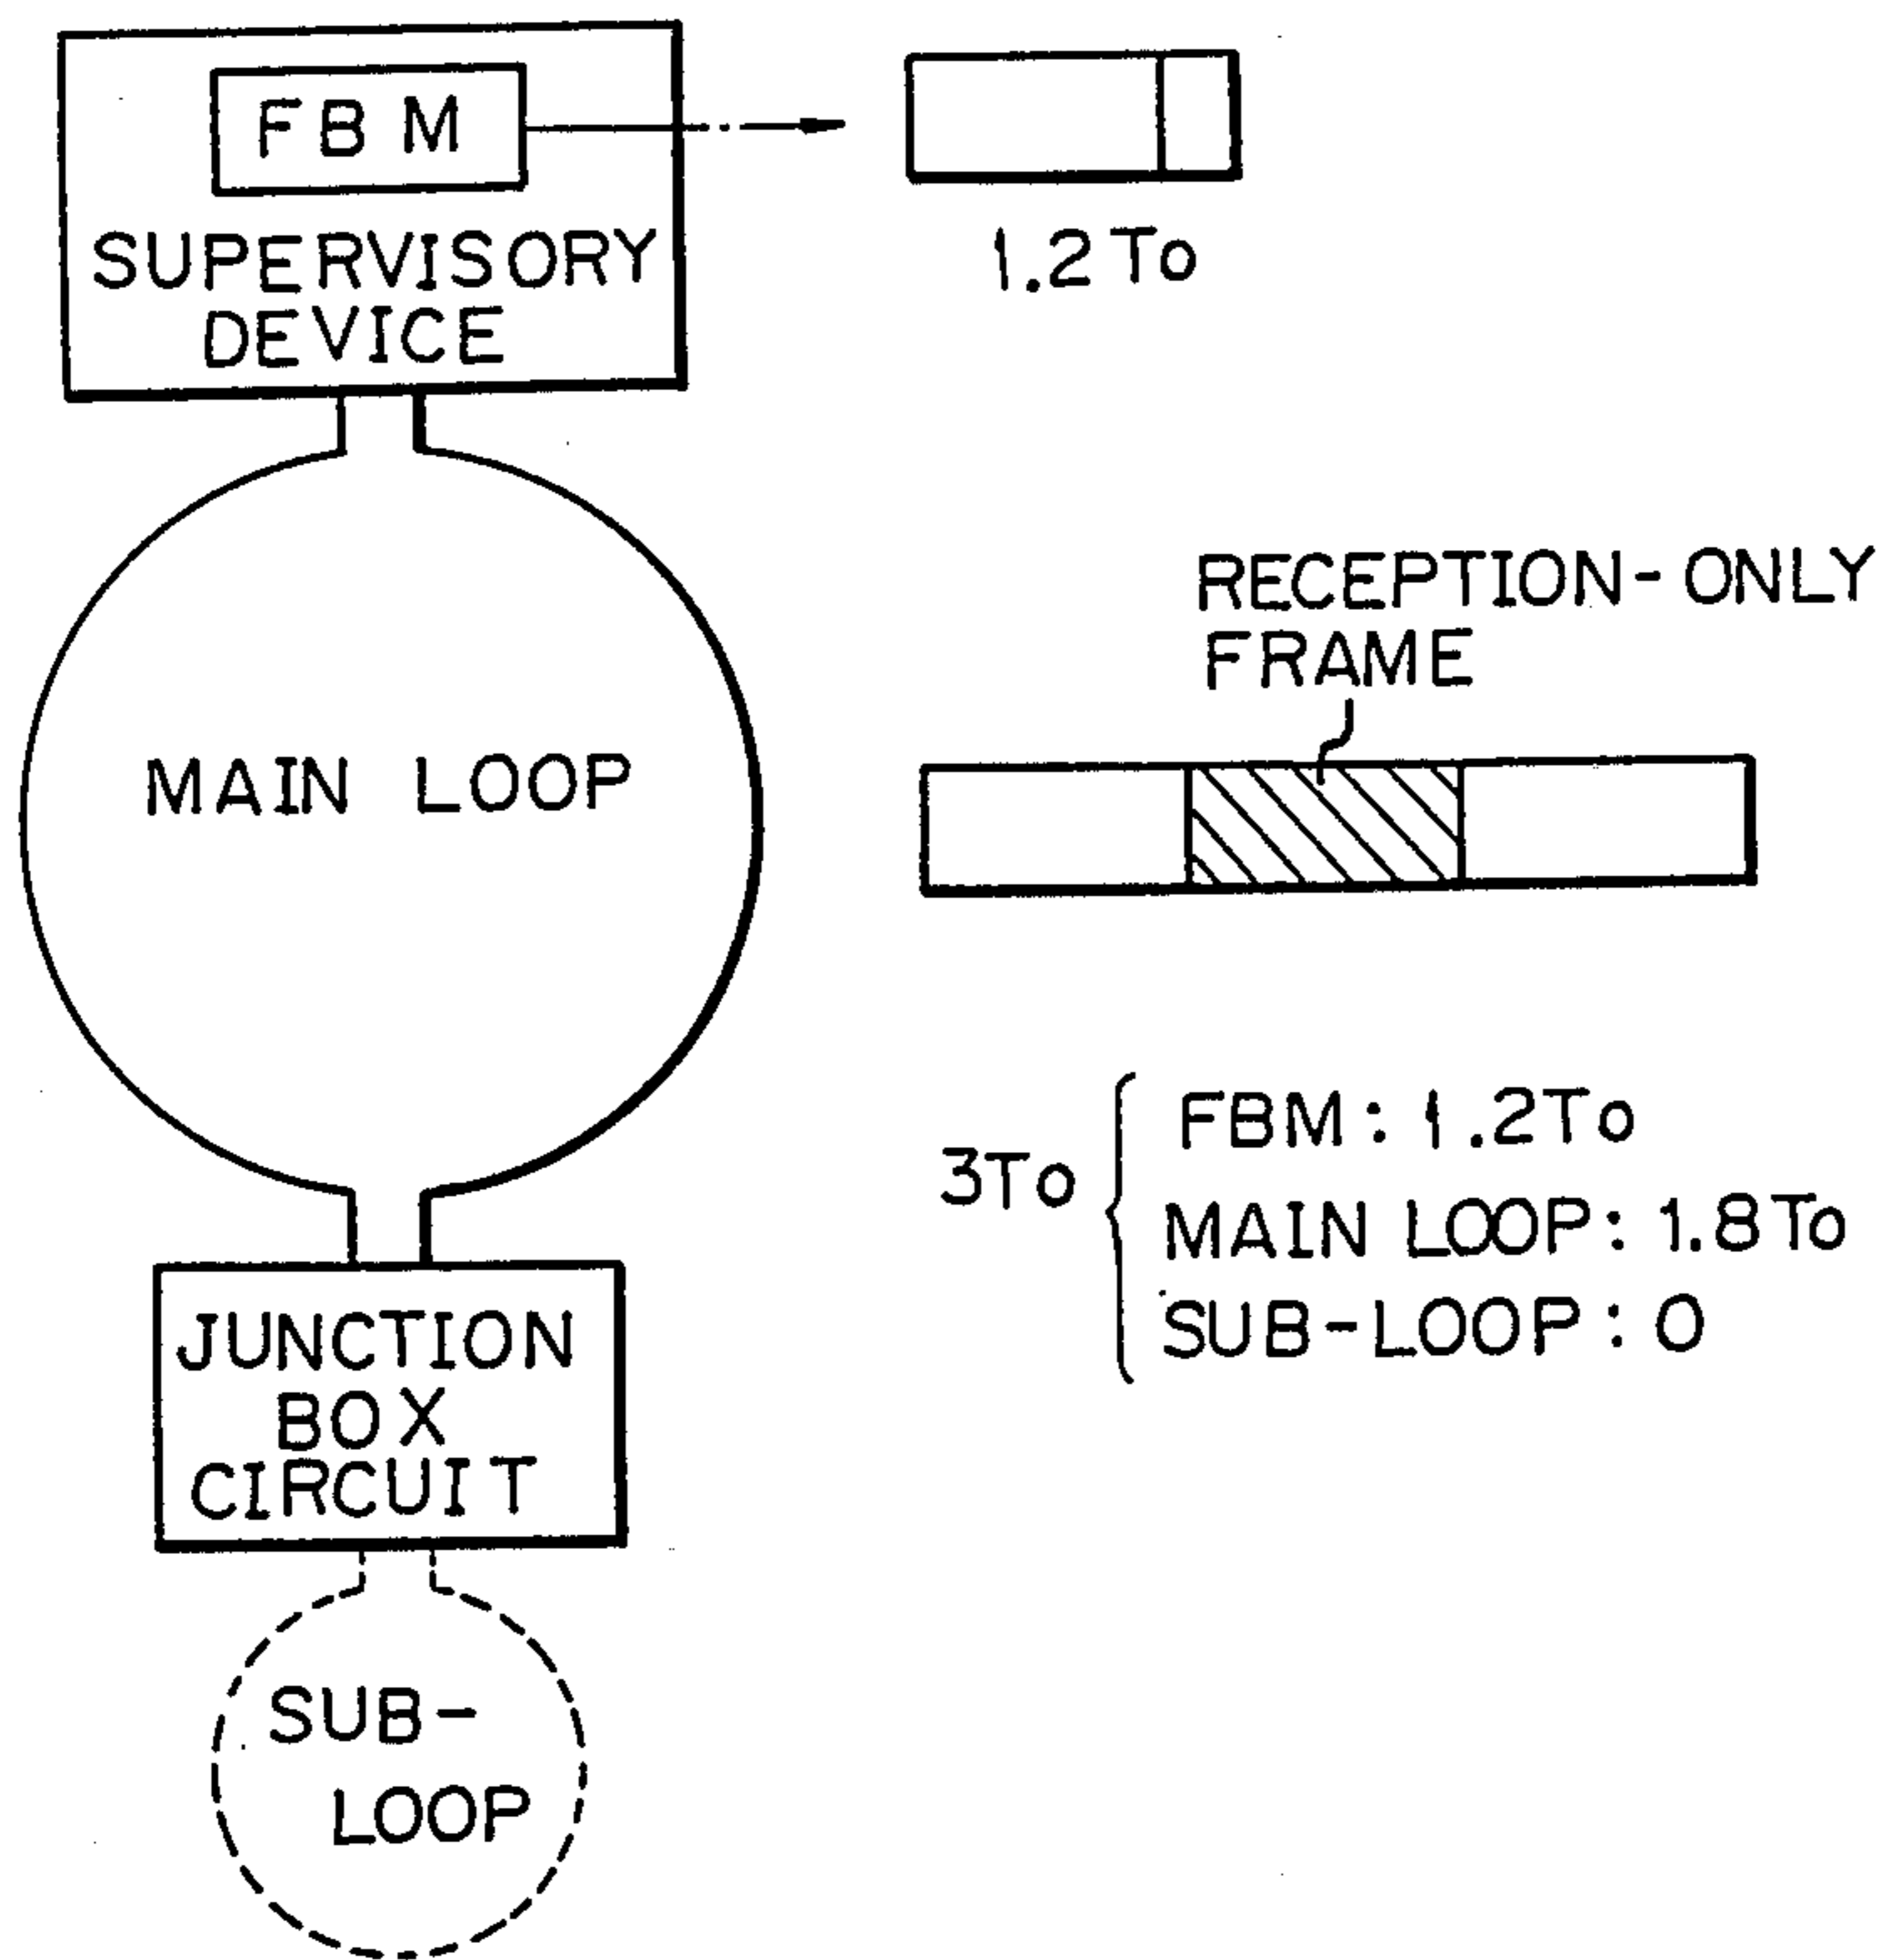 FBM
SUPERVISORY
DEVICE
1.2To
MAIN LOOP
RECEPTION-ONLY
FRAME
3To
FBM: 1.2To
MAIN LOOP: 1.8To
SUB-LOOP: 0
JUNCTION
BOX
CIRCUIT
SUB-
LOOP